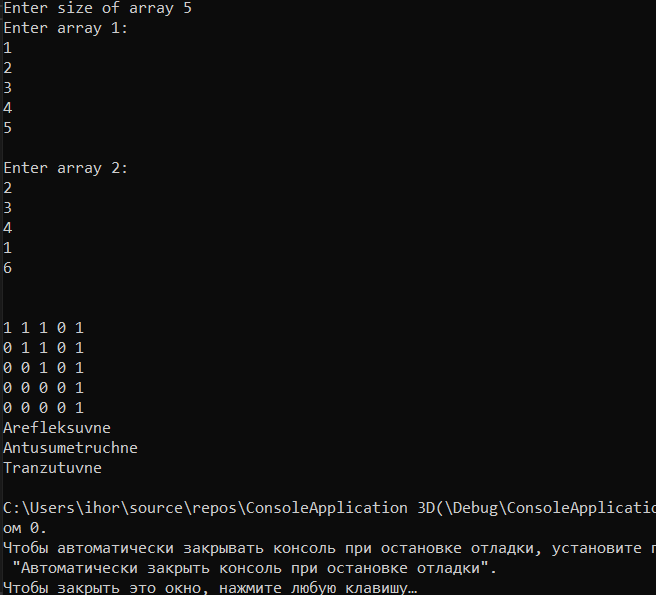 Enter size of array 5
Enter array 1:
1
2
3
4
5
Enter array 2:
2
3
4
1
6
1 1 1 0 1
0 1 1 0 1
0 0 1 0 1
0 0 0 0 1
0 0 0 0 1
Arefleksuvne
Antusumetruchne
Tranzutuvne
C:\Users\ihor\source\repos\ConsoleApplication 3D(\Debug\ConsoleApplicatio
ом 0.
Чтобы автоматически закрывать консоль при остановке отладки, установите п
"Автоматически закрыть консоль при остановке отладки".
Чтобы закрыть это окно, нажмите любую клавишу…